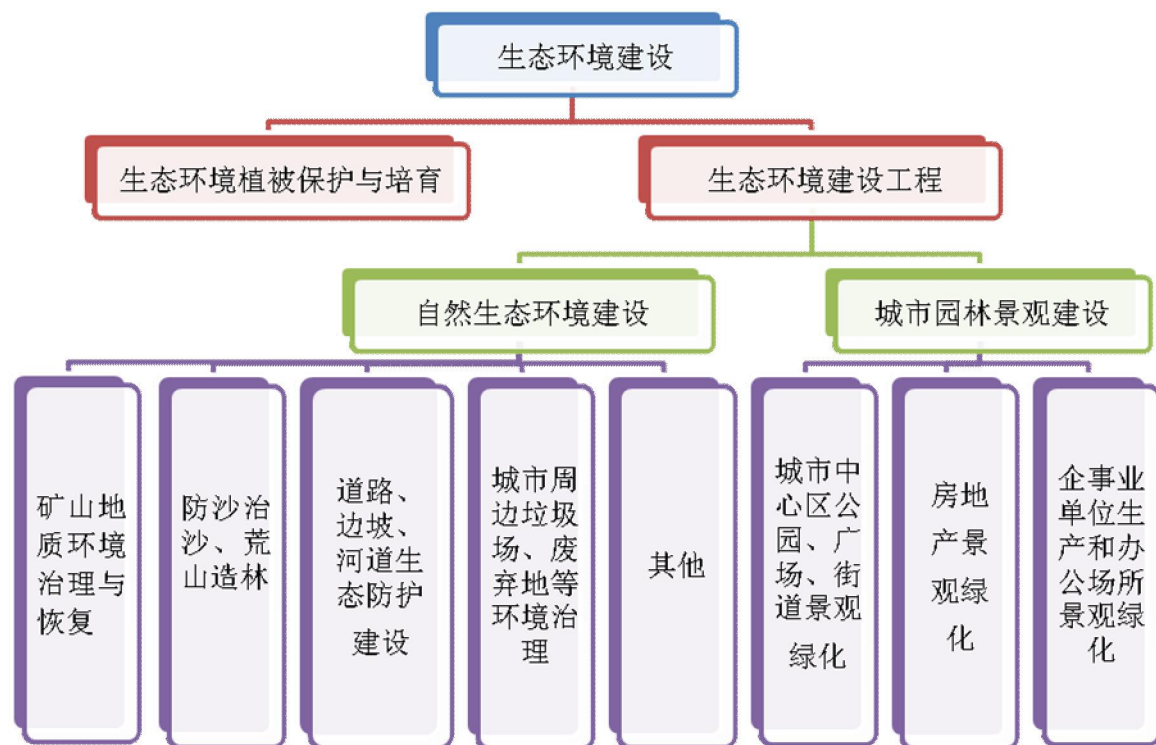 生态环境建设
生态环境植被保护与培育
生态环境建设工程
自然生态环境建设
城市园林景观建设
矿山地
质环境
治理与
恢复
防沙治
沙、荒
山造林
道路、
边坡、
河道生
态防护
建设
城市周
边垃圾
场、废
弃地等
环境治
理
其他
城市中
心区公
园、广
场、街
道景观
绿化
房地
产景
观绿
化
企事业
单位生
产和办
公场所
景观绿
化